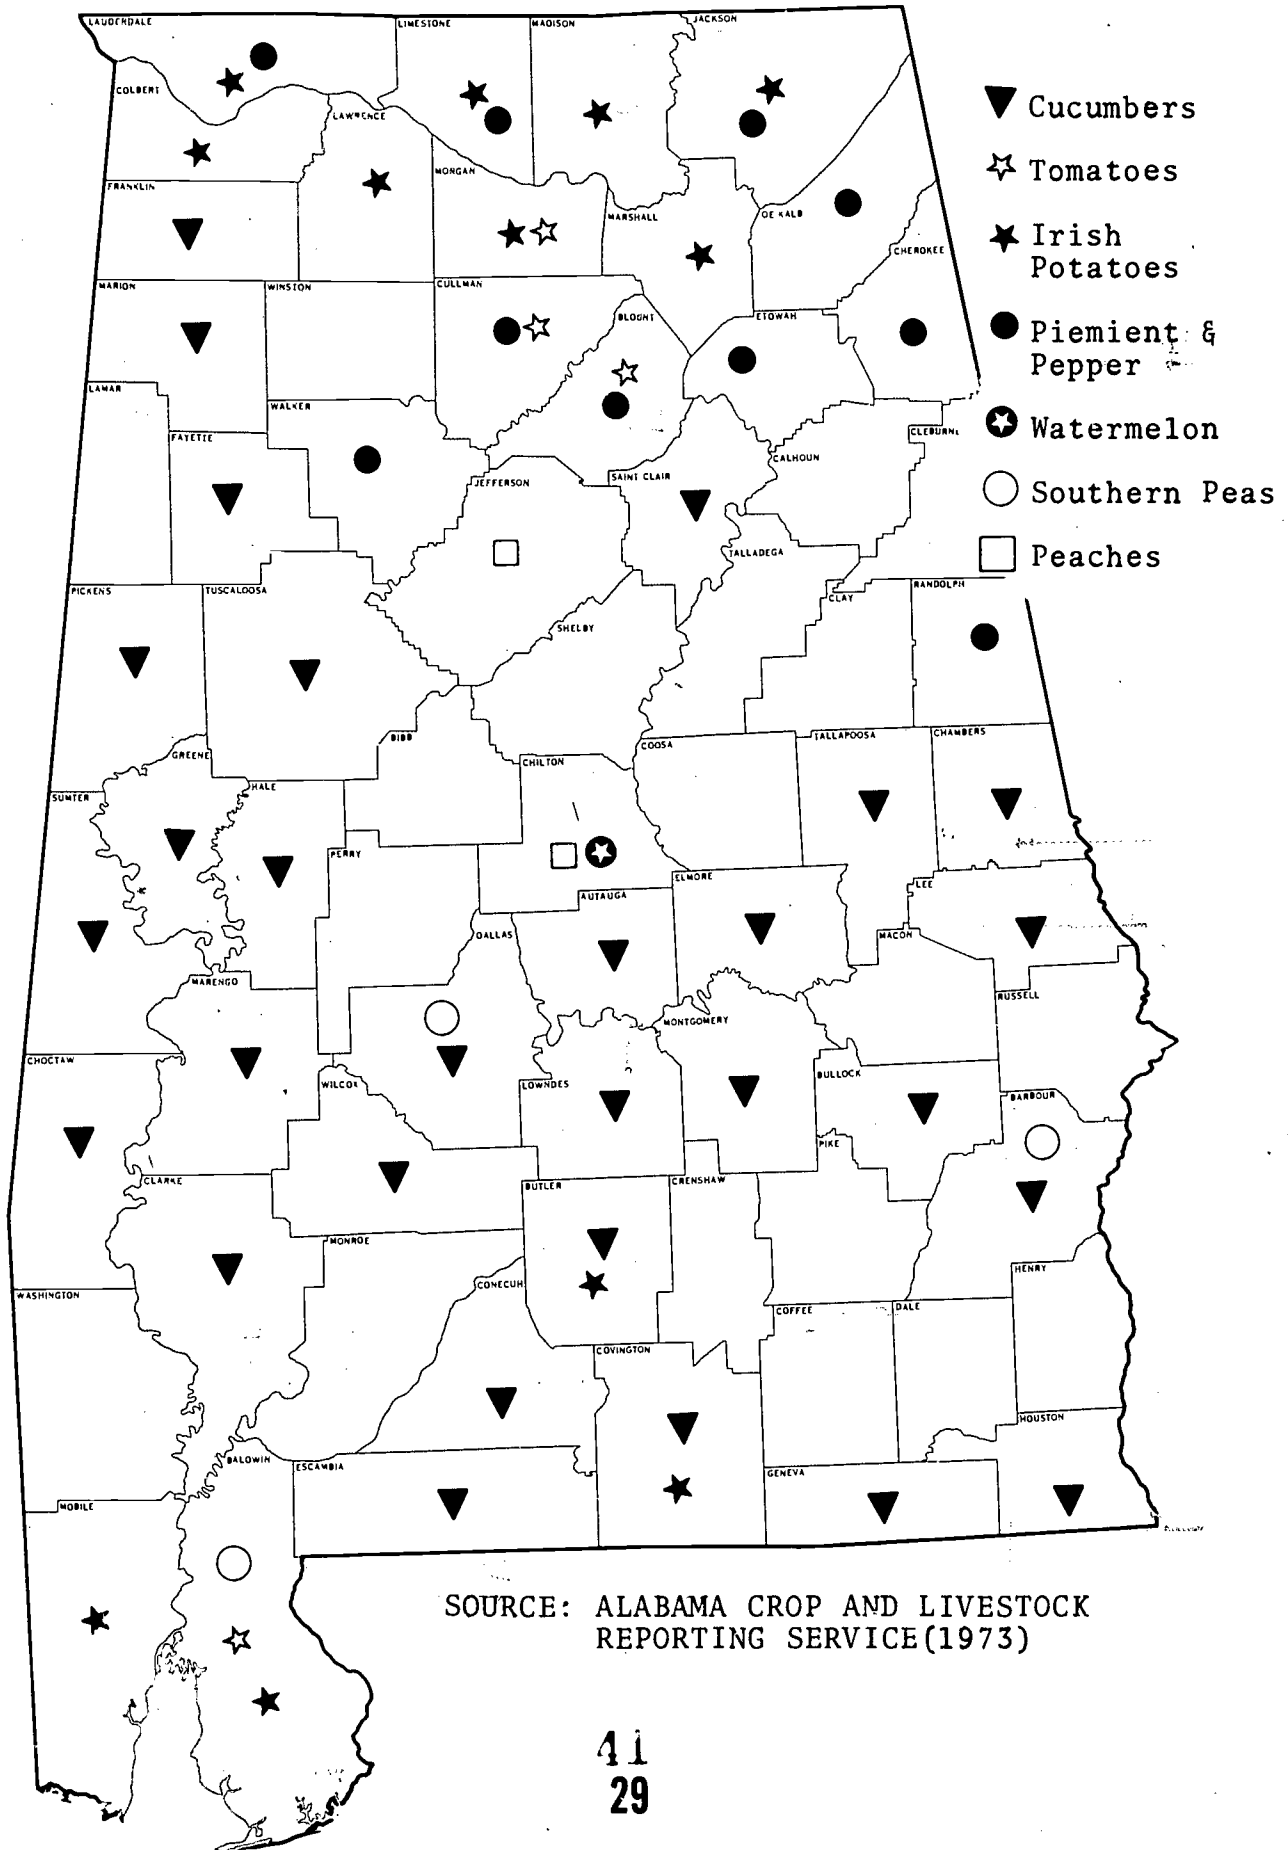 LAUDERDALE
LIMESTONE
MADISON
JACKSON
COLBERT
LAWRENCE
FRANKLIN
MORGAN
MARSHALL
DE KALB
CHEROKEE
MARION
WINSTON
CULLMAN
BLOUNT
ETOWAH
LAMAR
WALKER
FAYETTE
CLEBURNE
CALHOUN
JEFFERSON
SAINT CLAIR
TALLADEGA
PICKENS
TUSCALOOSA
CLAY
RANDOLPH
SHELBY
BIBB
GREENE
COOSA
TALLAPOOSA
CHAMBERS
CHILTON
SUMTER
HALE
PERRY
ELMORE
LEE
AUTAUGA
DALLAS
MACON
MARENGO
RUSSELL
MONTGOMERY
CHOCTAW
WILCOX
LOWNDES
BULLOCK
BARBOUR
PIKE
CLARKE
BUTLER
CRENSHAW
MONROE
CONECUH
HENRY
WASHINGTON
COFFEE
DALE
COVINGTON
HOUSTON
BALDWIN
ESCAMBIA
GENEVA
MOBILE
Cucumbers
Tomatoes
Irish
Potatoes
Piemient &
Pepper
Watermelon
Southern Peas
Peaches
SOURCE: ALABAMA CROP AND LIVESTOCK
REPORTING SERVICE(1973)
41
29